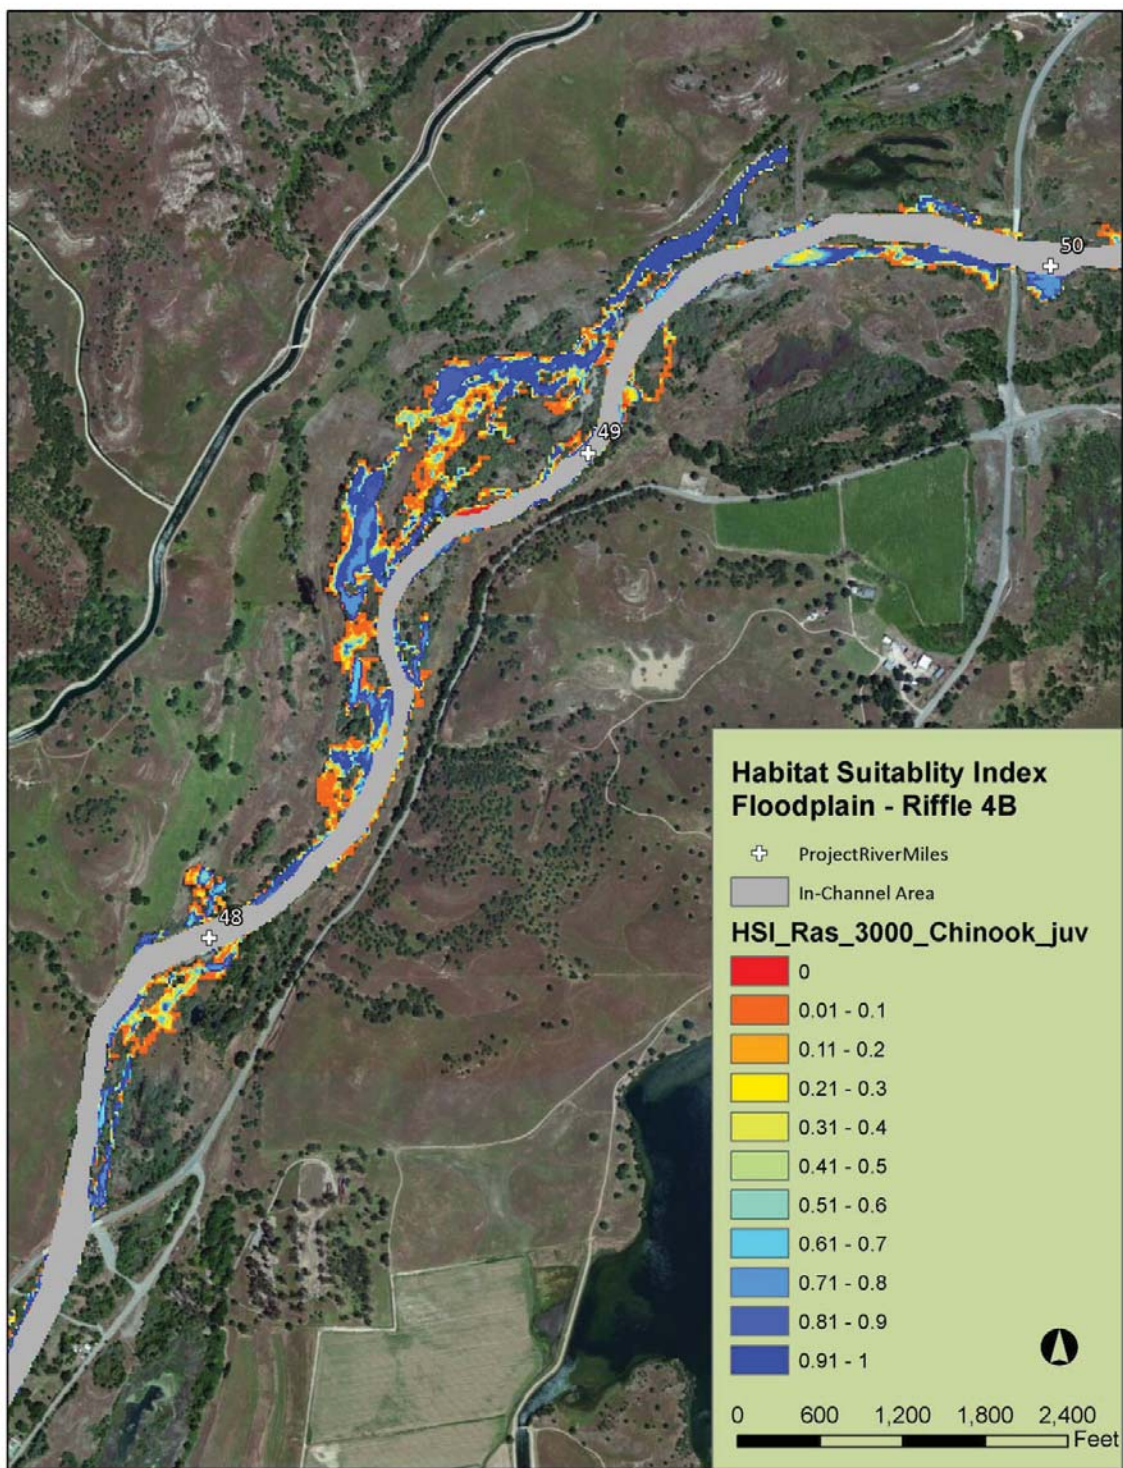 50
49
48
Habitat Suitablity Index
Floodplain - Riffle 4B
ProjectRiverMiles
In-Channel Area
HSI_Ras_3000_Chinook_juv
0
0.01 - 0.1
0.11 - 0.2
0.21 - 0.3
0.31 - 0.4
0.41 - 0.5
0.51 - 0.6
0.61 - 0.7
0.71 - 0.8
0.81 - 0.9
0.91 - 1
0 600 1,200 1,800 2,400
Feet